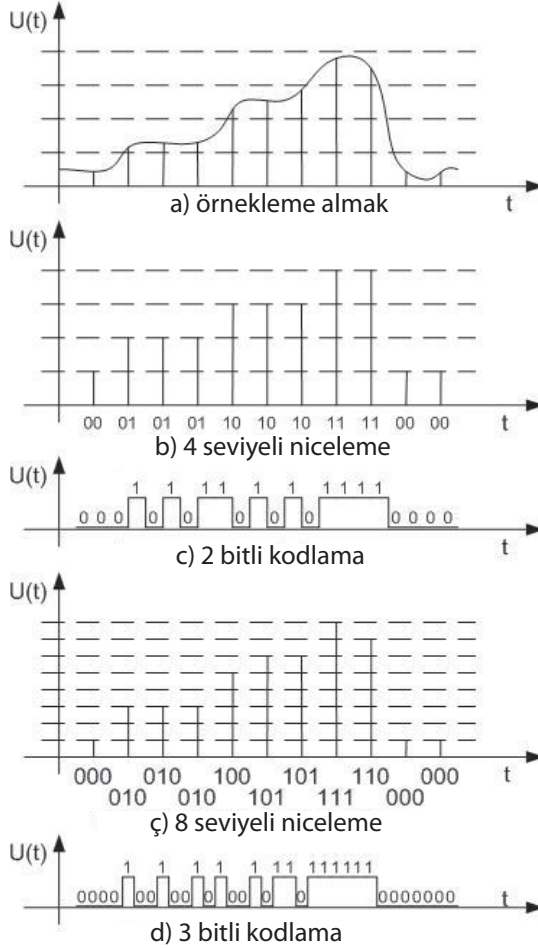 U(t)
a) örnekleme almak
t
U(t)
00 01 01 01 10 10 10 11 11 00 00
t
b) 4 seviyeli niceleme
U(t)
1 1 1 1 1 1 1 1 1 1
0 0 0 0 0 0 0 0 0 0 0 0
c) 2 bitli kodlama
t
U(t)
000 010 100 101 110 000
t
010 010 101 111 000
ç) 8 seviyeli niceleme
U(t)
1 1 1 1 1 11 111111
0000 00 00 0 00 0 0 0000000
d) 3 bitli kodlama
t